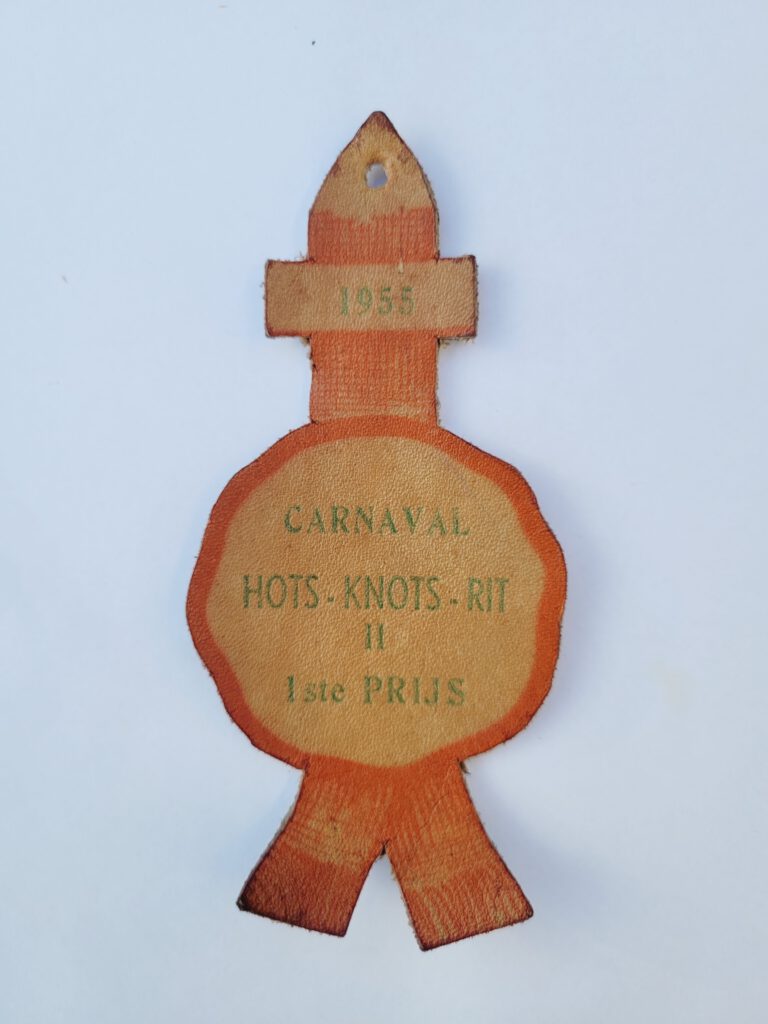 1955
CARNAVAL
HOTS - KNOTS - RIT
II
1ste PRIJS